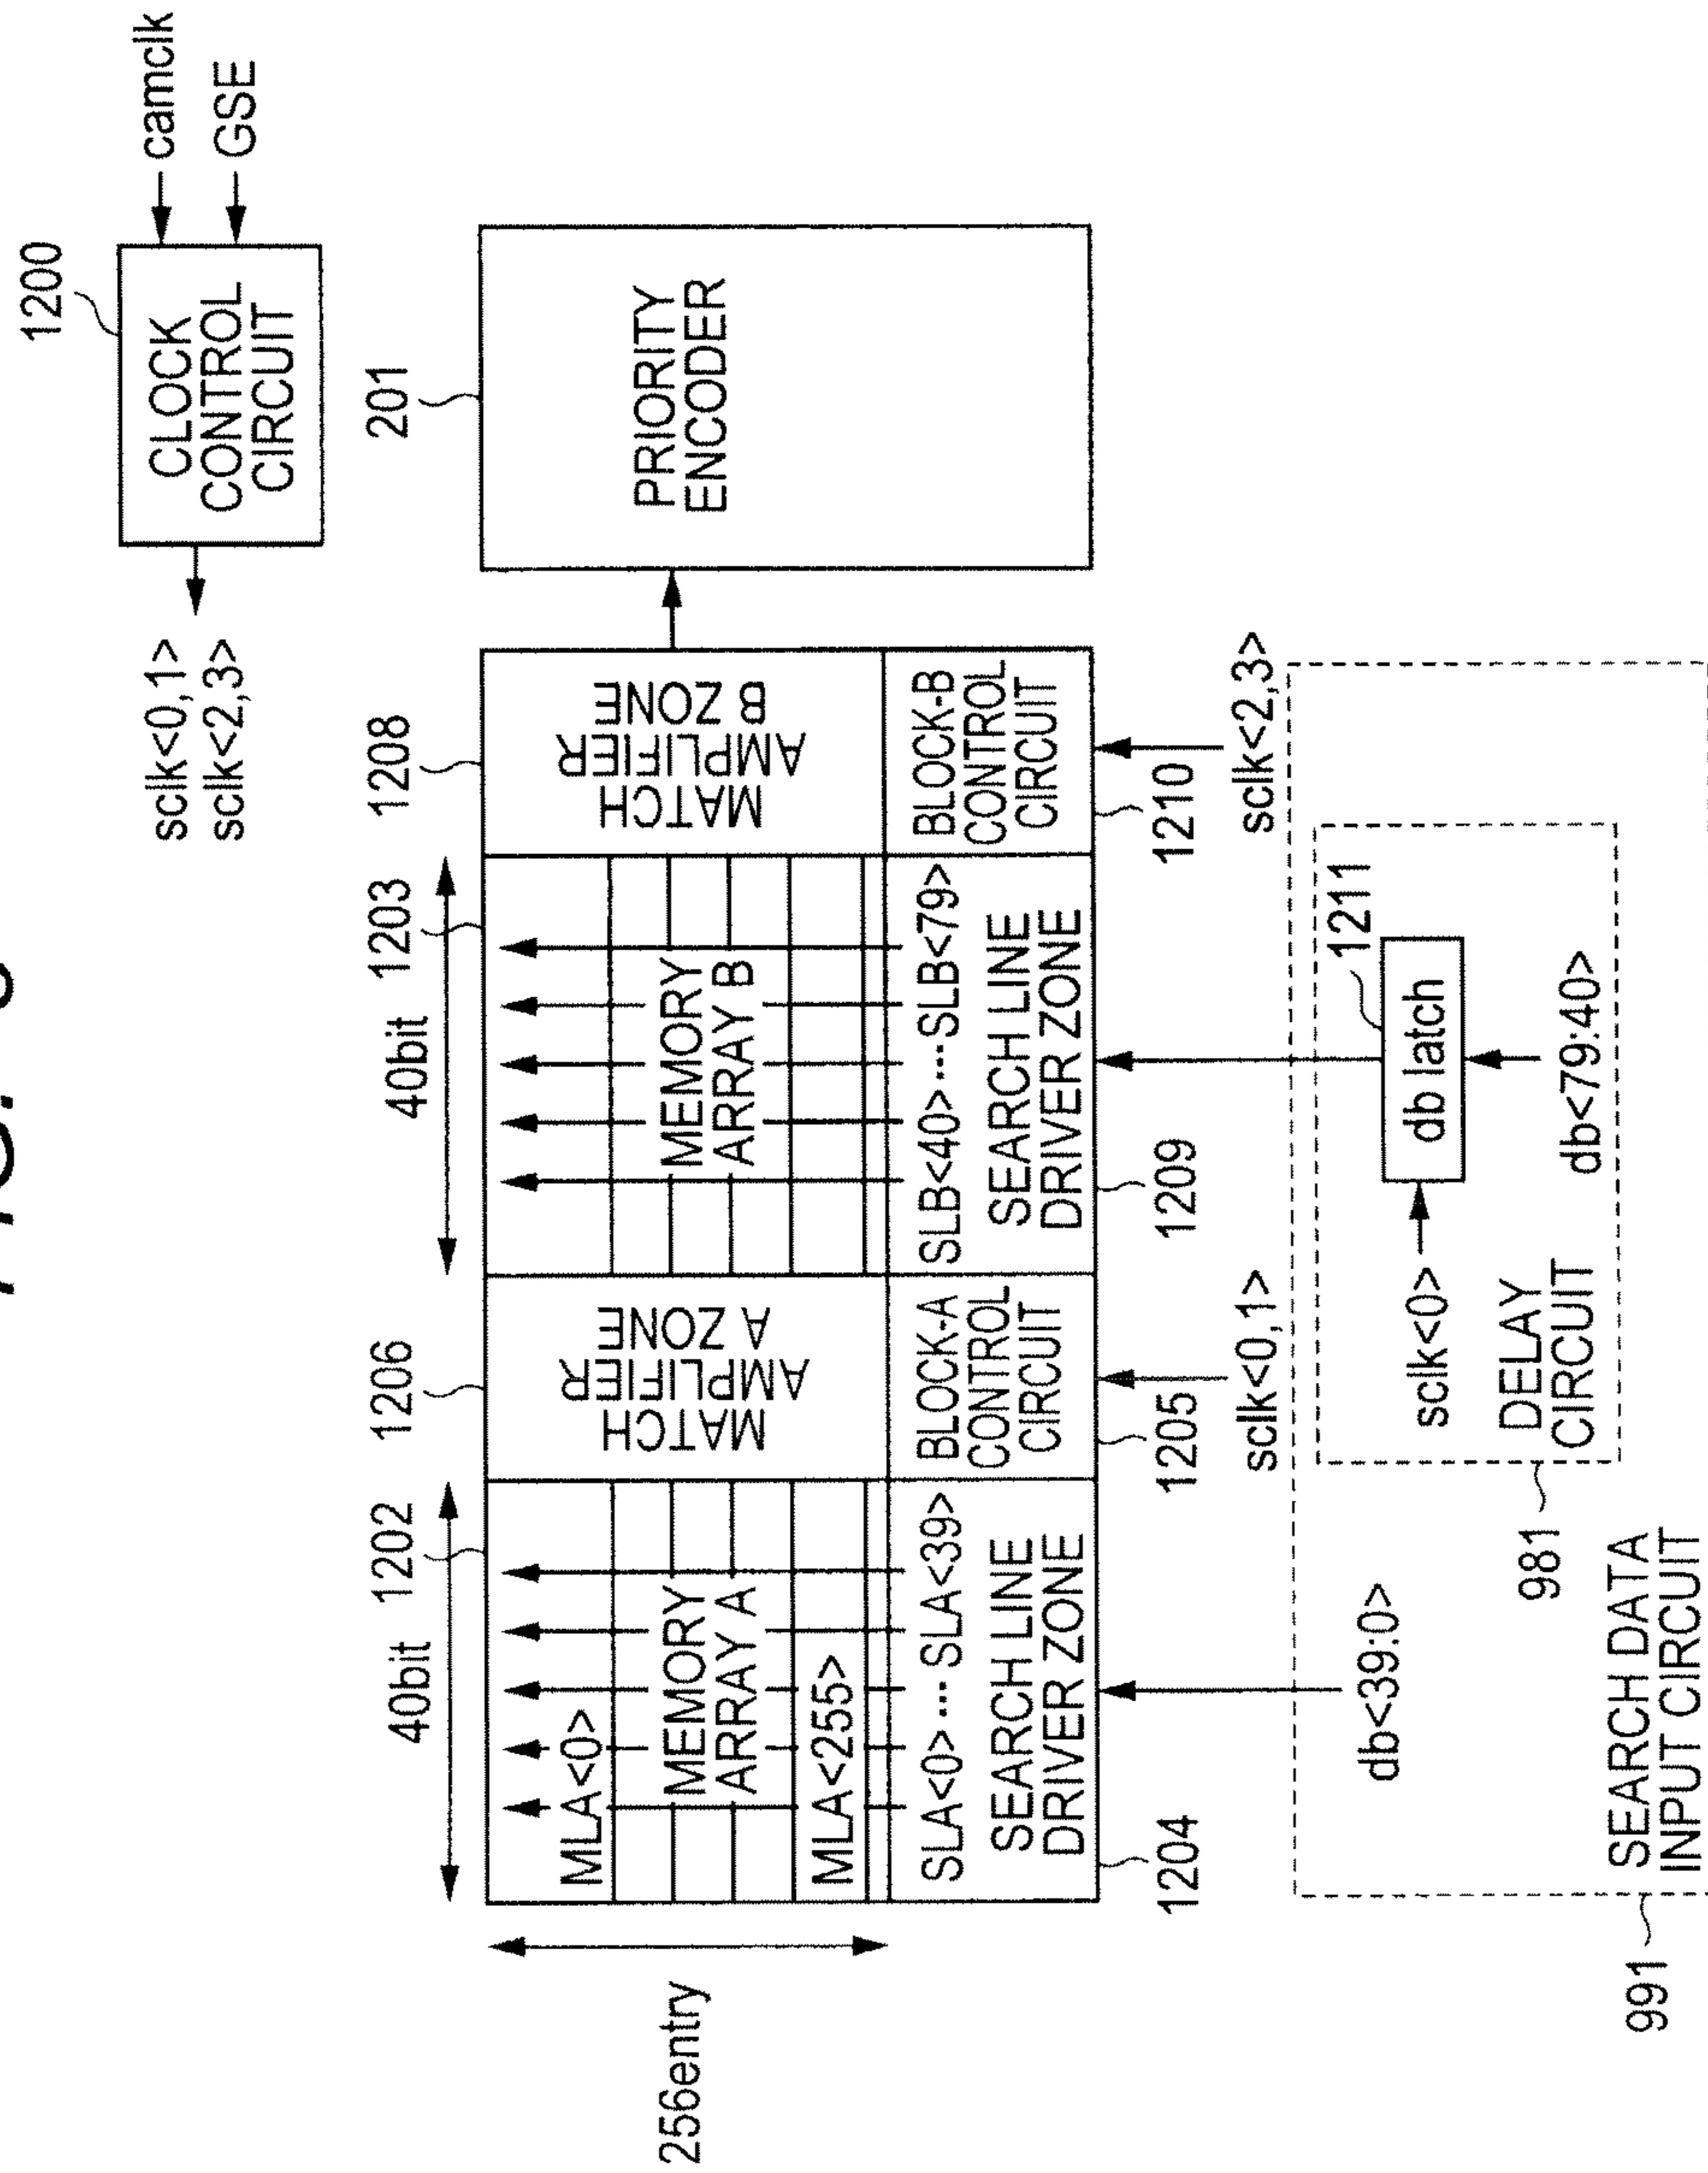 1200
CLOCK
CONTROL
CIRCUIT
camclk
GSE
sclk<0,1>
sclk<2,3>
201
PRIORITY
ENCODER
256entry
40bit
1202
1206
40bit
1203
1208
MLA<0>
MEMORY
ARRAY A
MLA<255>
MATCH
AMPLIFIER
A ZONE
MEMORY
ARRAY B
MATCH
AMPLIFIER
B ZONE
SLA<0>...SLA<39>
SEARCH LINE
DRIVER ZONE
BLOCK-A
CONTROL
CIRCUIT
SLB<40>...SLB<79>
SEARCH LINE
DRIVER ZONE
BLOCK-B
CONTROL
CIRCUIT
1204
1205
1209
1210
sclk<0,1>
sclk<2,3>
db<39:0>
sclk<0>
db latch
1211
DELAY
CIRCUIT
db<79:40>
981
SEARCH DATA
INPUT CIRCUIT
991